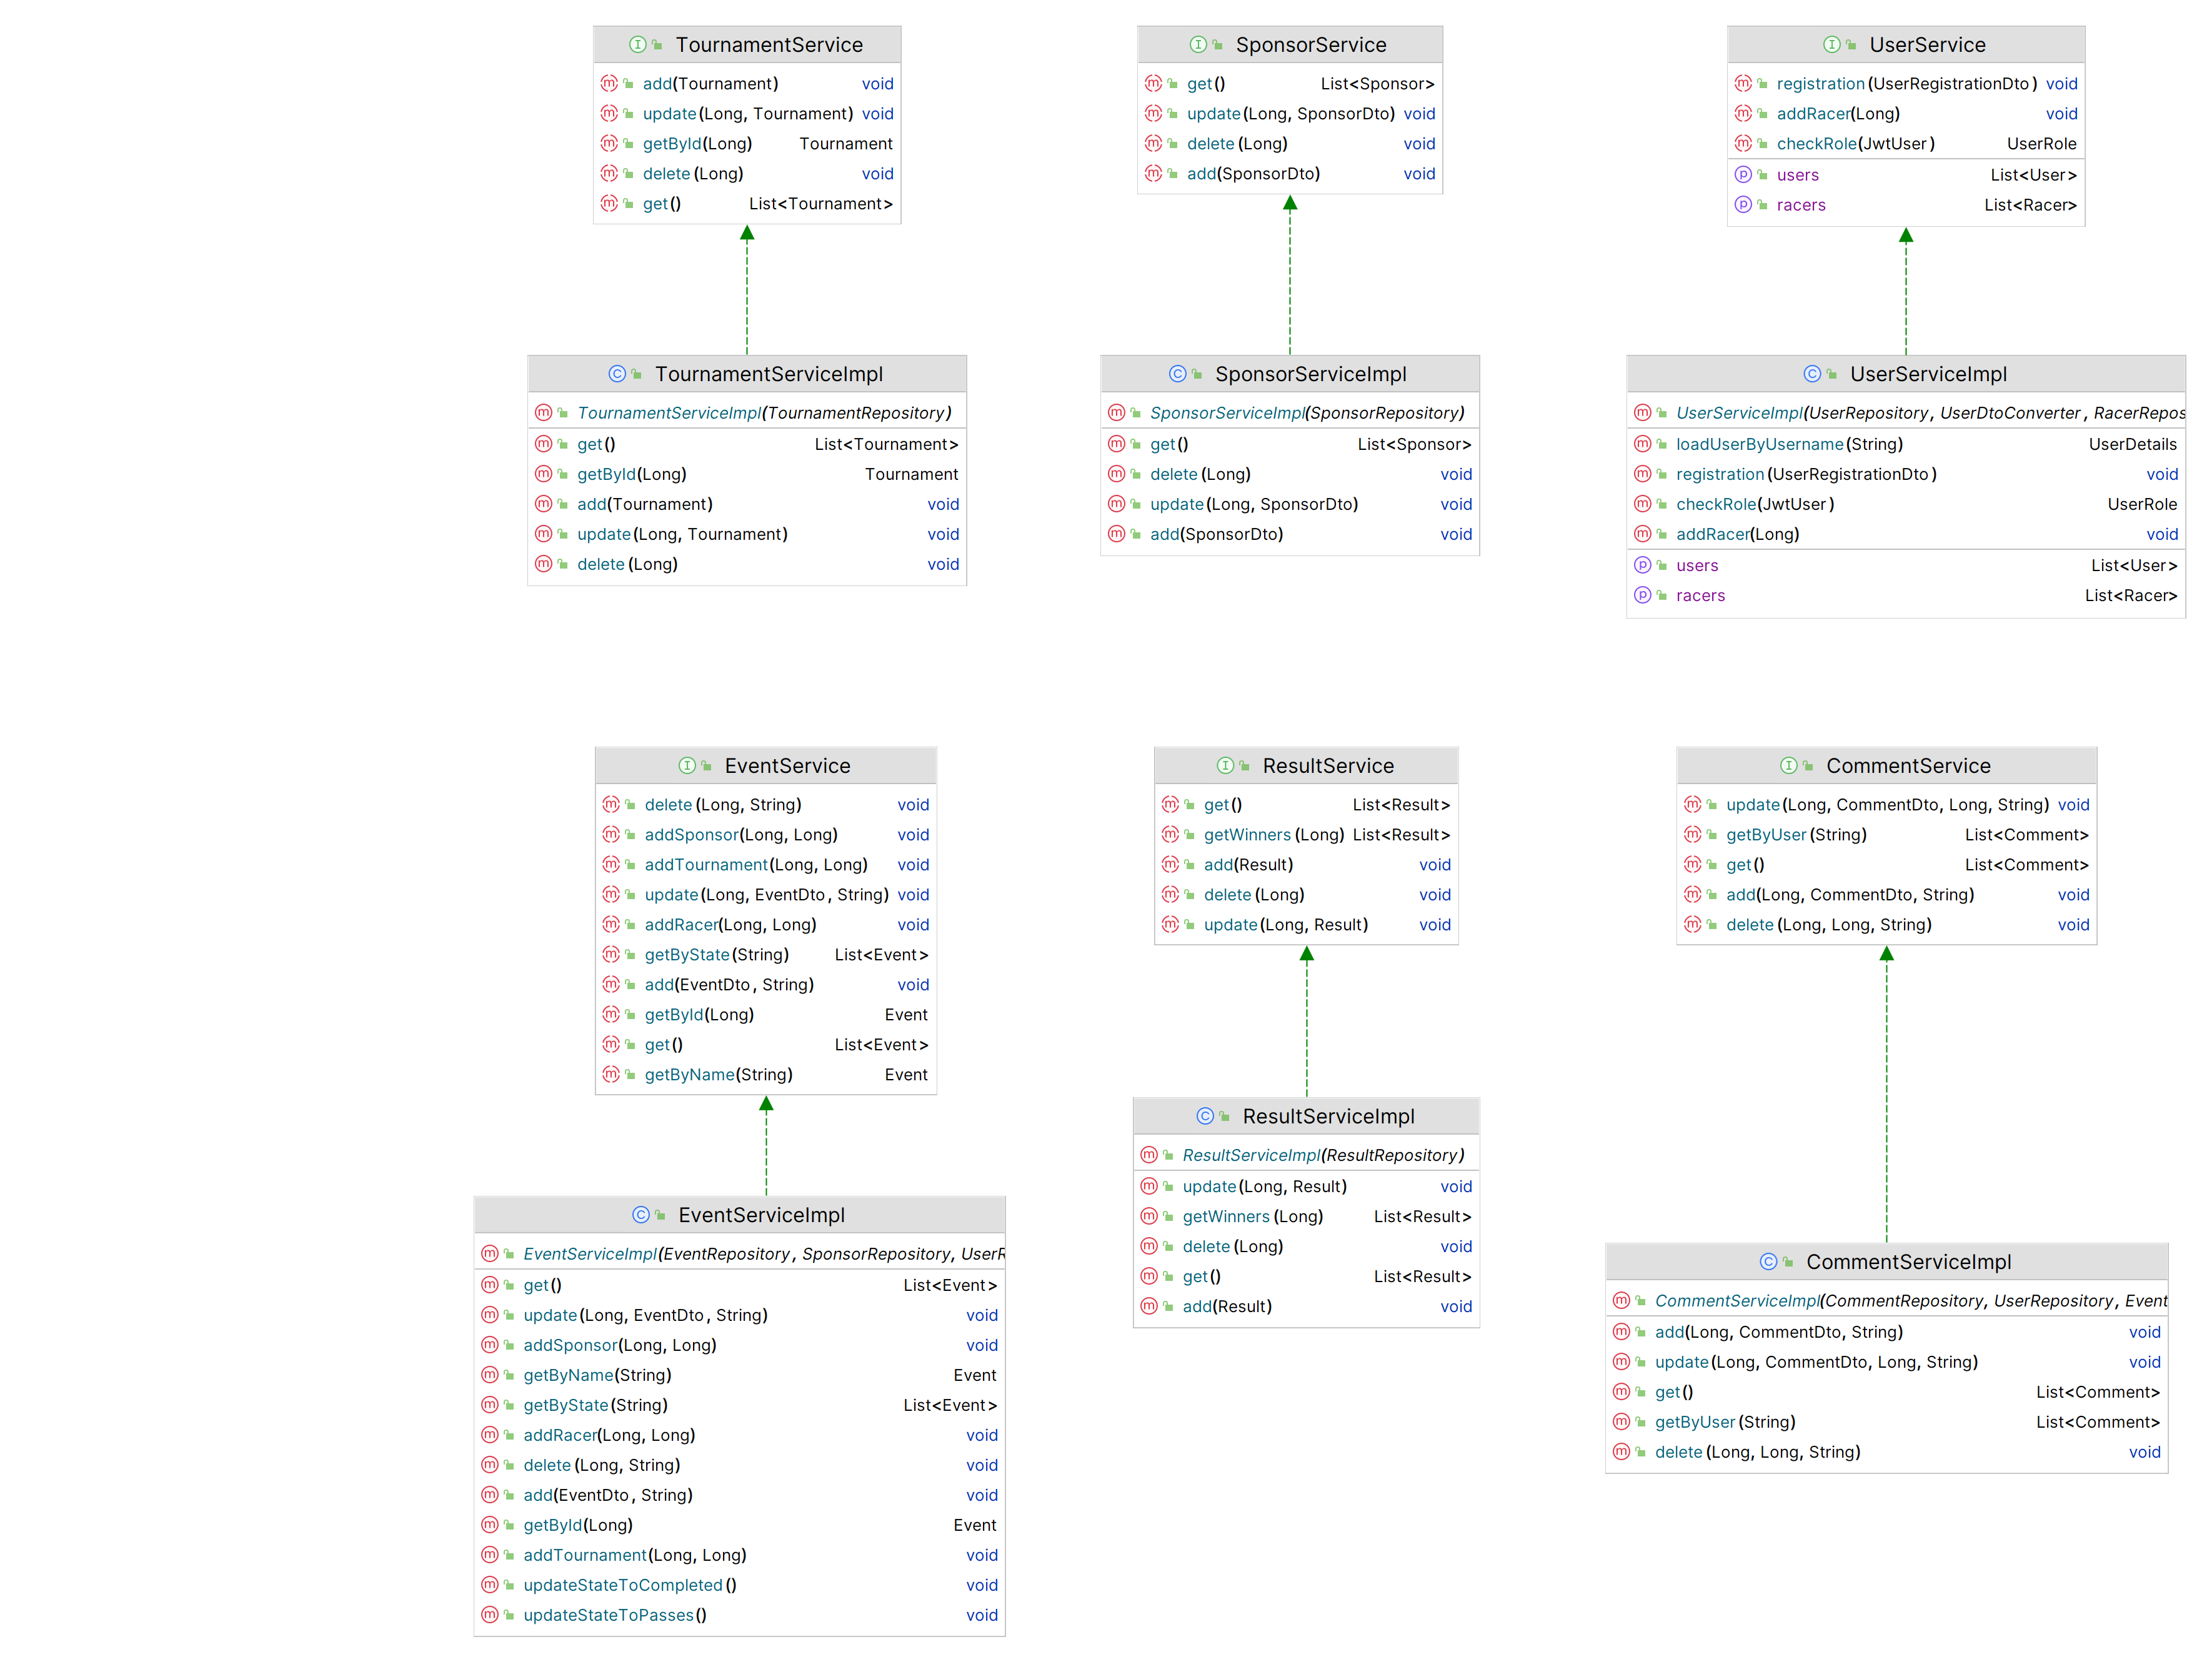 TournamentService
add(Tournament) void
update(Long, Tournament) void
getById(Long) Tournament
delete(Long) void
get() List<Tournament>
SponsorService
get() List<Sponsor>
update(Long, SponsorDto) void
delete(Long) void
add(SponsorDto) void
UserService
registration(UserRegistrationDto) void
addRacer(Long) void
checkRole(JwtUser) UserRole
users List<User>
racers List<Racer>
TournamentServiceImpl
TournamentServiceImpl(TournamentRepository)
get() List<Tournament>
getById(Long) Tournament
add(Tournament) void
update(Long, Tournament) void
delete(Long) void
SponsorServiceImpl
SponsorServiceImpl(SponsorRepository)
get() List<Sponsor>
delete(Long) void
update(Long, SponsorDto) void
add(SponsorDto) void
UserServiceImpl
UserServiceImpl(UserRepository, UserDtoConverter, RacerRepos
loadUserByUsername(String) UserDetails
registration(UserRegistrationDto) void
checkRole(JwtUser) UserRole
addRacer(Long) void
users List<User>
racers List<Racer>
EventService
delete(Long, String) void
addSponsor(Long, Long) void
addTournament(Long, Long) void
update(Long, EventDto, String) void
addRacer(Long, Long) void
getByState(String) List<Event>
add(EventDto, String) void
getById(Long) Event
get() List<Event>
getByName(String) Event
ResultService
get() List<Result>
getWinners(Long) List<Result>
add(Result) void
delete(Long) void
update(Long, Result) void
CommentService
update(Long, CommentDto, Long, String) void
getByUser(String) List<Comment>
get() List<Comment>
add(Long, CommentDto, String) void
delete(Long, Long, String) void
EventServiceImpl
EventServiceImpl(EventRepository, SponsorRepository, UserR
get() List<Event>
update(Long, EventDto, String) void
addSponsor(Long, Long) void
getByName(String) Event
getByState(String) List<Event>
addRacer(Long, Long) void
delete(Long, String) void
add(EventDto, String) void
getById(Long) Event
addTournament(Long, Long) void
updateStateToCompleted() void
updateStateToPasses() void
ResultServiceImpl
ResultServiceImpl(ResultRepository)
update(Long, Result) void
getWinners(Long) List<Result>
delete(Long) void
get() List<Result>
add(Result) void
CommentServiceImpl
CommentServiceImpl(CommentRepository, UserRepository, Event
add(Long, CommentDto, String) void
update(Long, CommentDto, Long, String) void
get() List<Comment>
getByUser(String) List<Comment>
delete(Long, Long, String) void